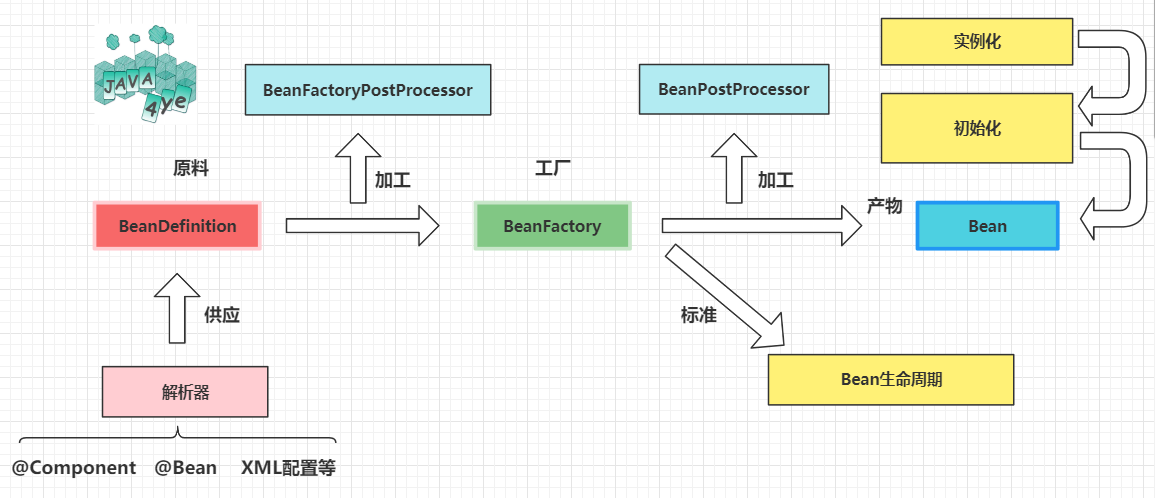 JAVA
4ye
实例化
BeanFactoryPostProcessor
BeanPostProcessor
初始化
原料
加工
工厂
加工
产物
BeanDefinition
BeanFactory
Bean
供应
标准
解析器
Bean生命周期
@Component @Bean XML配置等